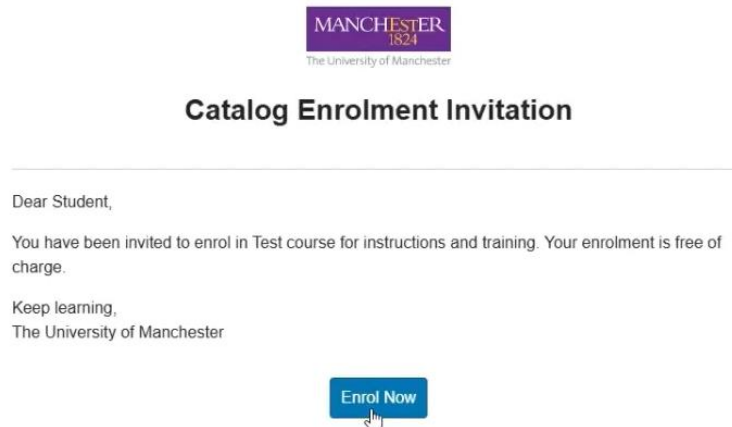 MANCHESTER
1824
The University of Manchester
Catalog Enrolment Invitation
Dear Student,
You have been invited to enrol in Test course for instructions and training. Your enrolment is free of
charge.
Keep learning,
The University of Manchester
Enrol Now